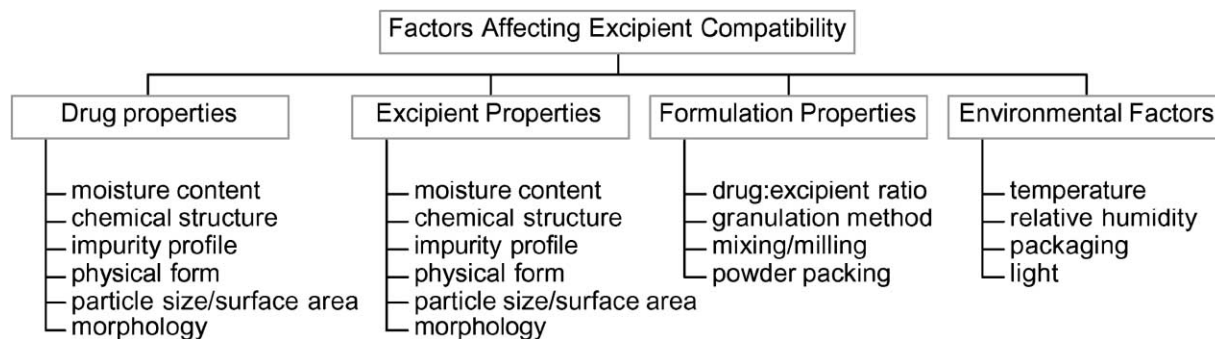 Factors Affecting Excipient Compatibility
Drug properties
moisture content
chemical structure
impurity profile
physical form
particle size/surface area
morphology
Excipient Properties
moisture content
chemical structure
impurity profile
physical form
particle size/surface area
morphology
Formulation Properties
drug:excipient ratio
granulation method
mixing/milling
powder packing
Environmental Factors
temperature
relative humidity
packaging
light